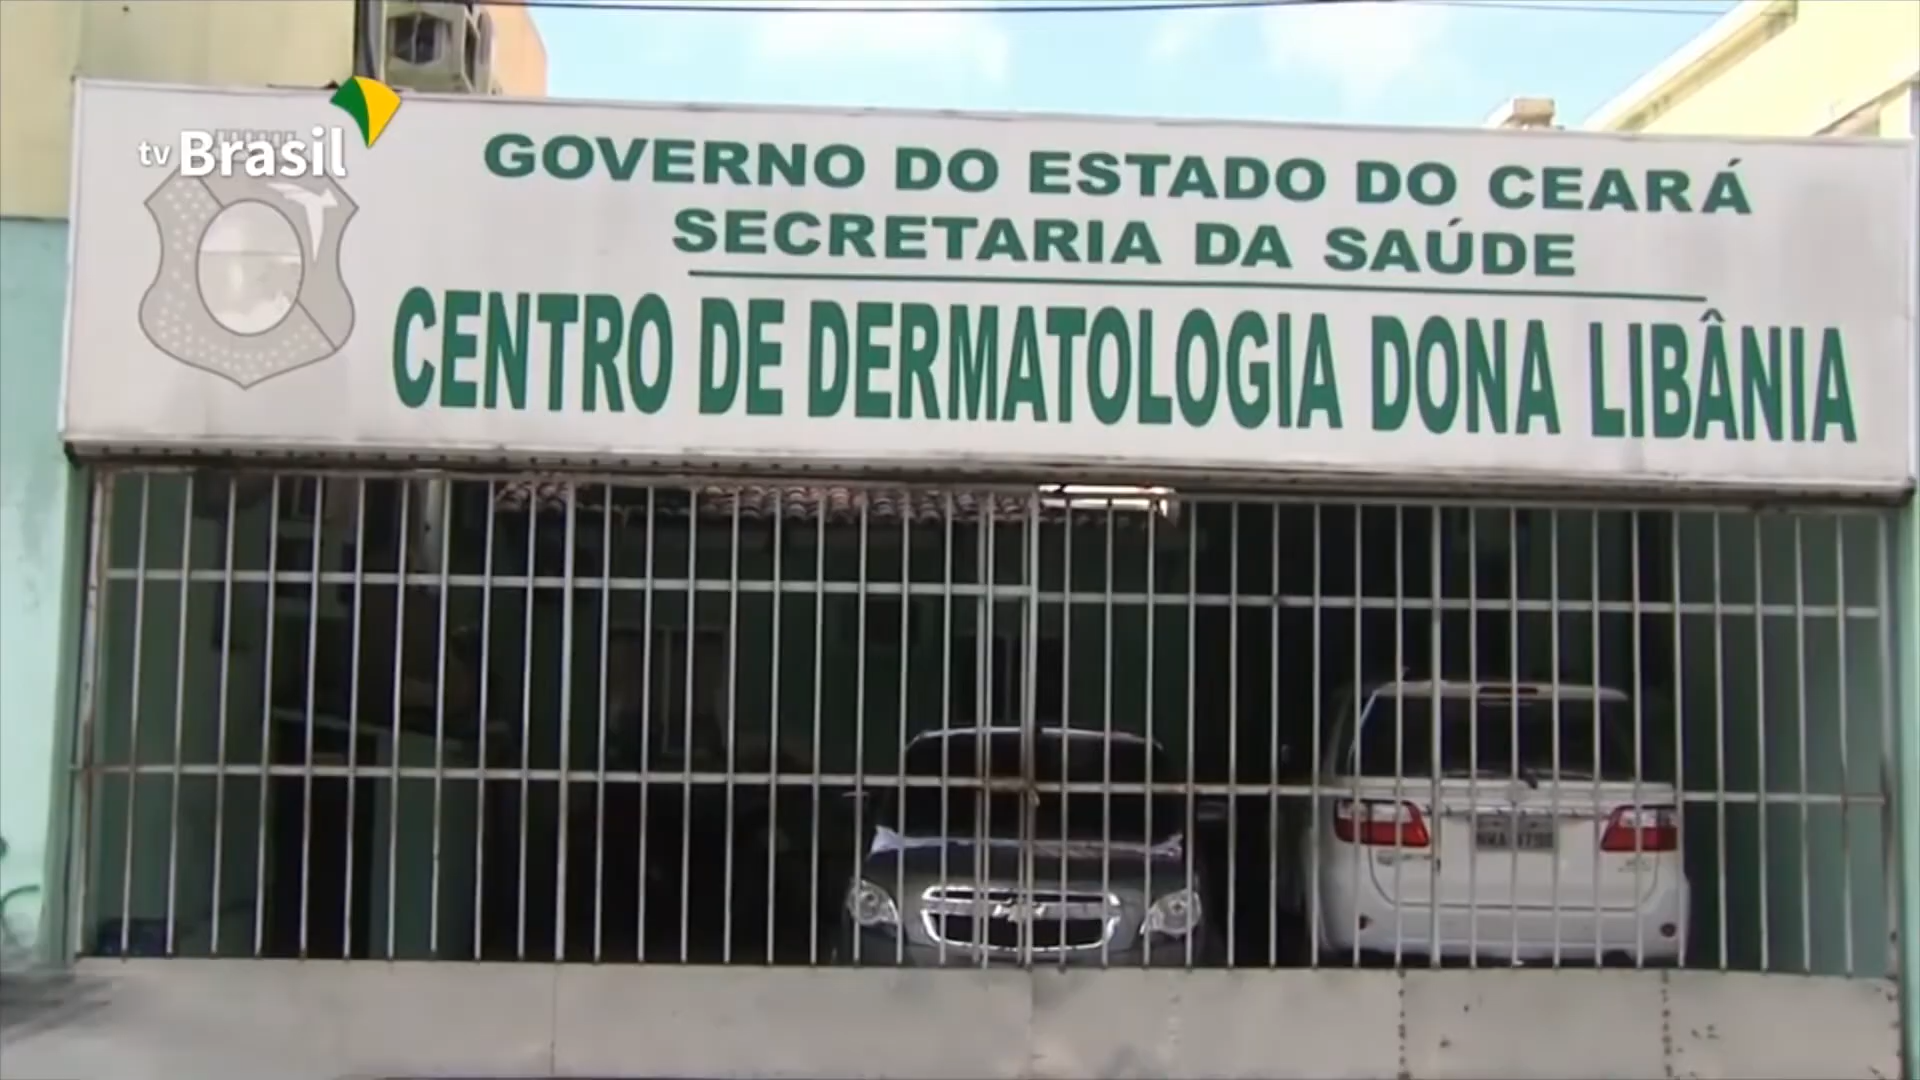 tv Brasil
GOVERNO DO ESTADO DO CEARÁ
SECRETARIA DA SAÚDE
CENTRO DE DERMATOLOGIA DONA LIBÂNIA